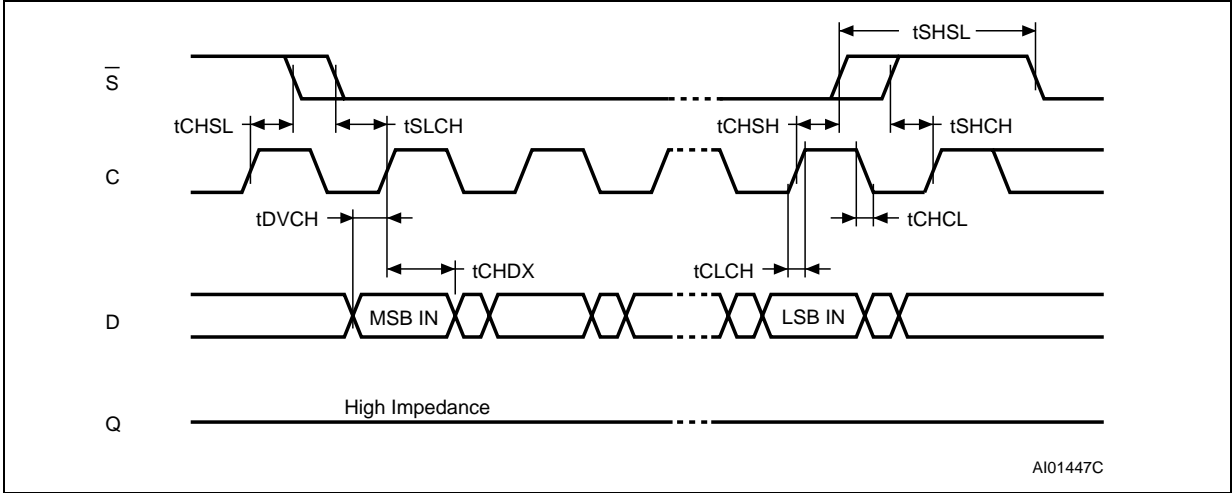 tSHSL
S̅
tCHSL
tSLCH
tCHSH
tSHCH
C
tDVCH
tCHCL
tCHDX
tCLCH
D
MSB IN
LSB IN
High Impedance
Q
AI01447C